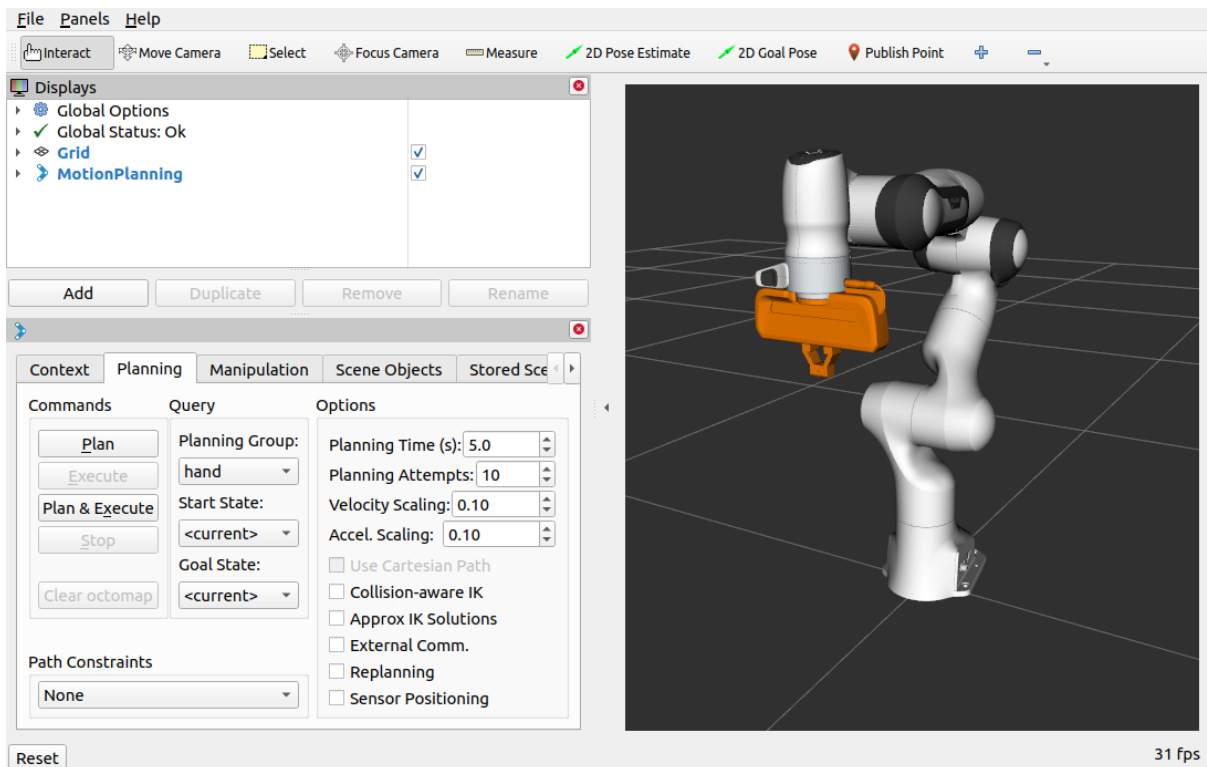 File Panels Help
Interact Move Camera Select Focus Camera Measure 2D Pose Estimate 2D Goal Pose Publish Point
Displays
Global Options
Global Status: Ok
Grid
MotionPlanning
Add Duplicate Remove Rename
Context Planning Manipulation Scene Objects Stored Sce
Commands Query Options
Plan
Execute
Plan & Execute
Stop
Clear octomap
Planning Group:
hand
Start State:
<current>
Goal State:
<current>
Planning Time (s): 5.0
Planning Attempts: 10
Velocity Scaling: 0.10
Accel. Scaling: 0.10
Use Cartesian Path
Collision-aware IK
Approx IK Solutions
External Comm.
Replanning
Sensor Positioning
Path Constraints
None
Reset
31 fps